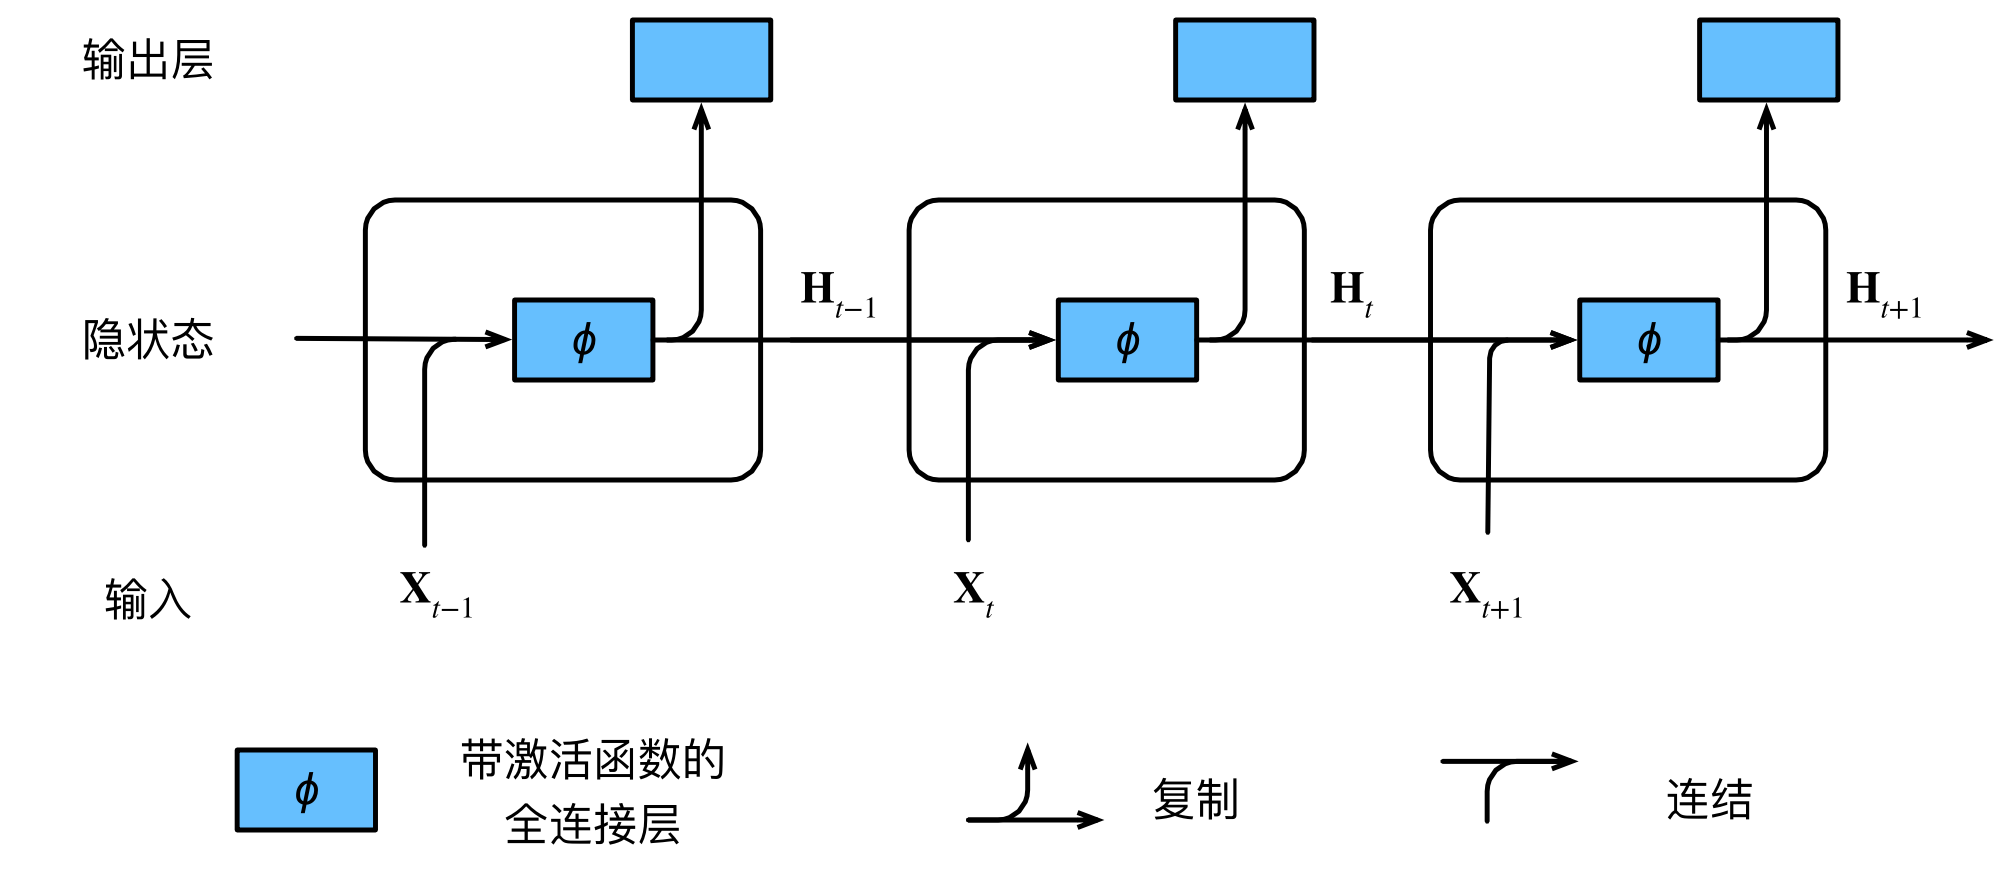 输出层
ϕ ϕ ϕ
隐状态
H_{t−1} H_t H_{t+1}
输入
X_{t−1} X_t X_{t+1}
ϕ
带激活函数的
全连接层
复制
连结